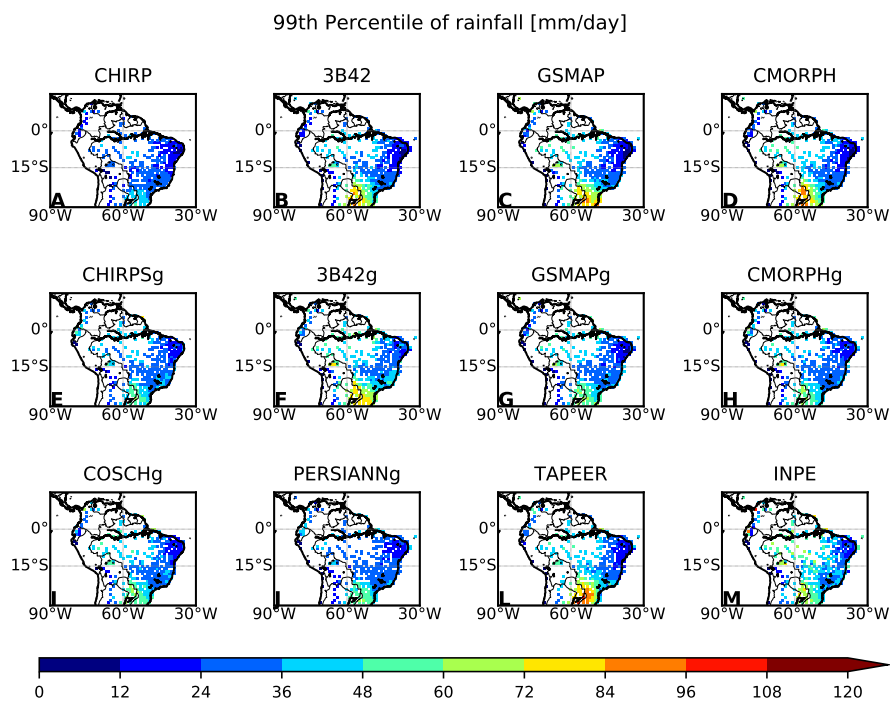 99th Percentile of rainfall [mm/day]
CHIRP 3B42 GSMAP CMORPH
0° 0° 0° 0°
15°S 15°S 15°S 15°S
A B C D
90°W 60°W 30°W 90°W 60°W 30°W 90°W 60°W 30°W 90°W 60°W 30°W
CHIRPSg 3B42g GSMAPg CMORPHg
0° 0° 0° 0°
15°S 15°S 15°S 15°S
E F G H
90°W 60°W 30°W 90°W 60°W 30°W 90°W 60°W 30°W 90°W 60°W 30°W
COSCHg PERSIANNg TAPEER INPE
0° 0° 0° 0°
15°S 15°S 15°S 15°S
L M
90°W 60°W 30°W 90°W 60°W 30°W 90°W 60°W 30°W 90°W 60°W 30°W
0 12 24 36 48 60 72 84 96 108 120